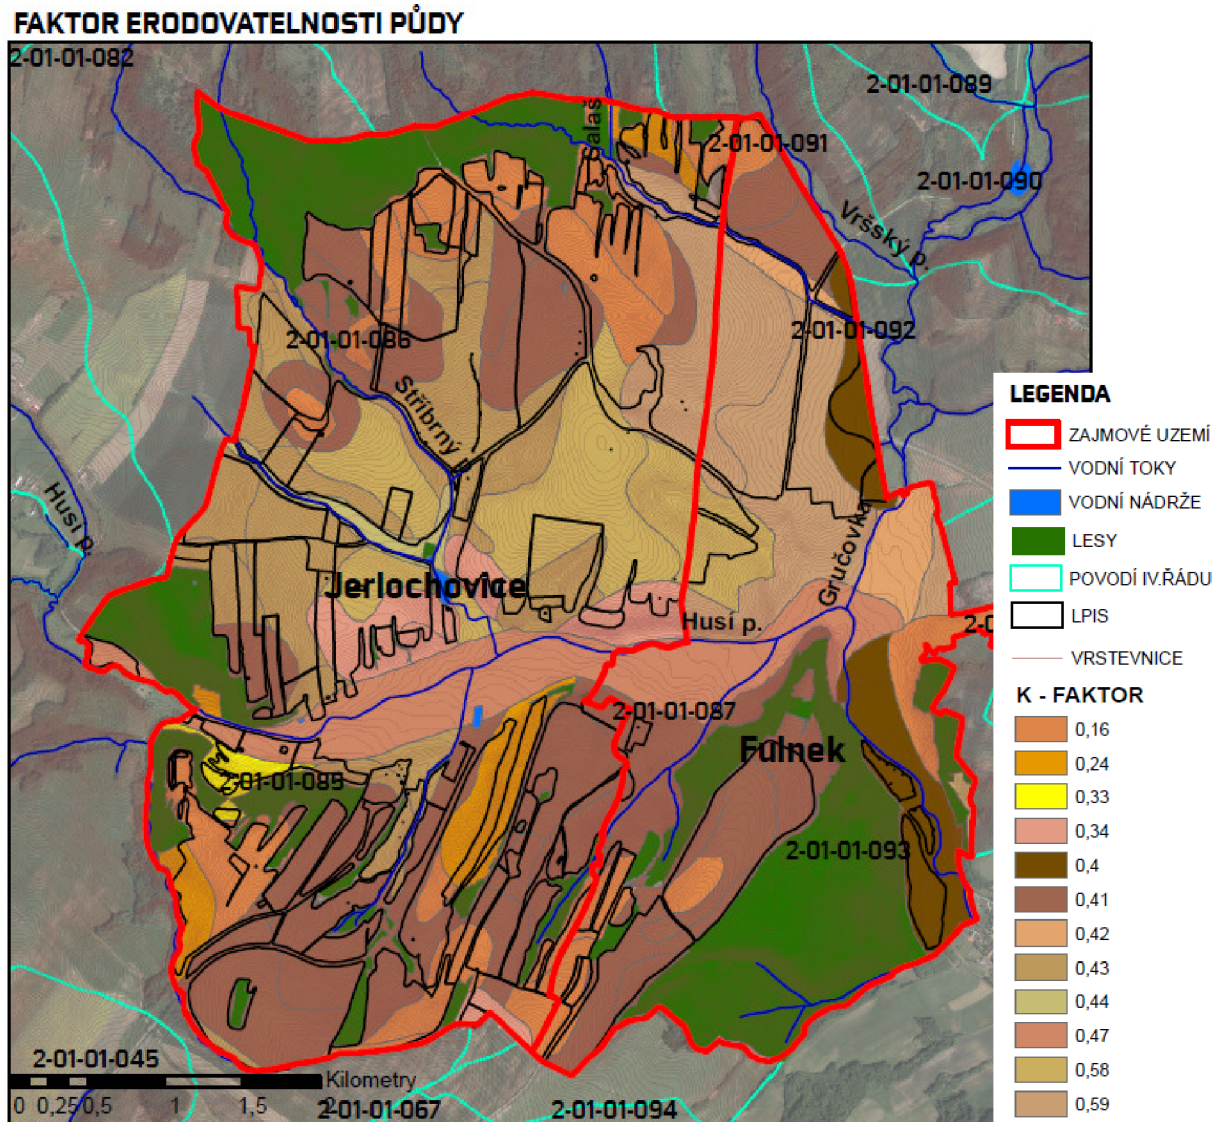 FAKTOR ERODOVATELNOSTI PŮDY
2-01-01-082
2-01-01-089
Salaš
2-01-01-091
2-01-01-090
Vršský p.
2-01-01-092
2-01-01-086
Stříbrný p.
Husí p.
Gručovka
Jerlochovice
Husí p.
2-0
2-01-01-087
Fulnek
2-01-01-085
2-01-01-093
2-01-01-045
Kilometry
0 0,25 0,5 1 1,5 2
2-01-01-067
2-01-01-094
LEGENDA
ZAJMOVÉ UZEMÍ
VODNÍ TOKY
VODNÍ NÁDRŽE
LESY
POVODÍ IV.ŘÁDU
LPIS
VRSTEVNICE
K - FAKTOR
0,16
0,24
0,33
0,34
0,4
0,41
0,42
0,43
0,44
0,47
0,58
0,59